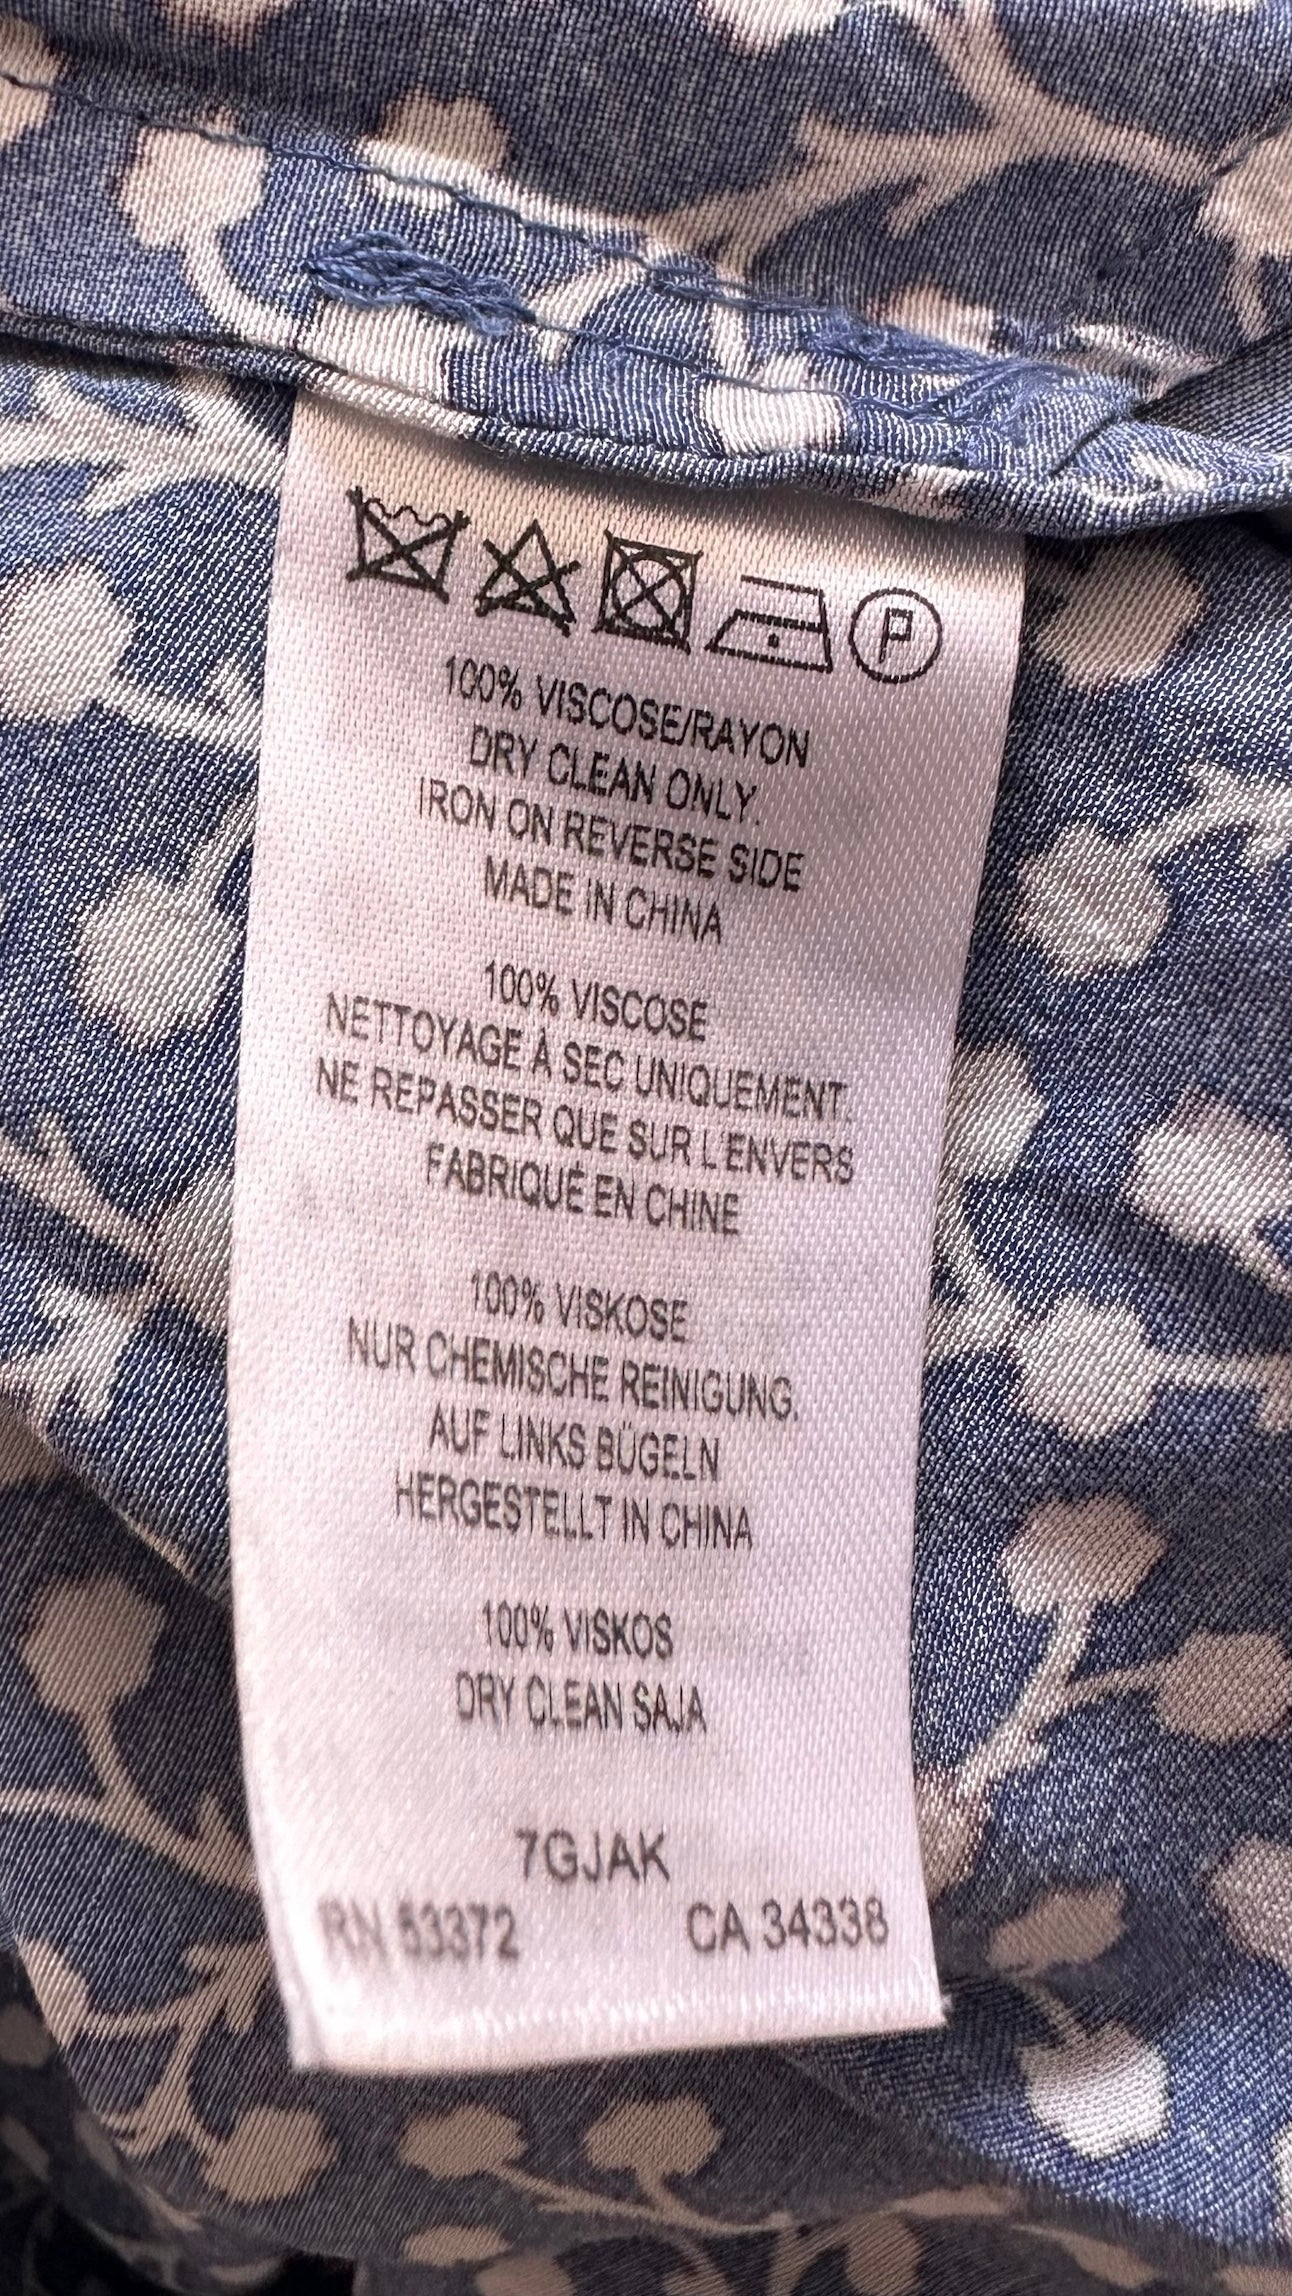 P
100% VISCOSE/RAYON
DRY CLEAN ONLY.
IRON ON REVERSE SIDE
MADE IN CHINA
100% VISCOSE
NETTOYAGE À SEC UNIQUEMENT.
NE REPASSER QUE SUR L'ENVERS
FABRIQUÉ EN CHINE
100% VISKOSE
NUR CHEMISCHE REINIGUNG.
AUF LINKS BÜGELN
HERGESTELLT IN CHINA
100% VISKOS
DRY CLEAN SAJA
7GJAK
RN 53372 CA 34338